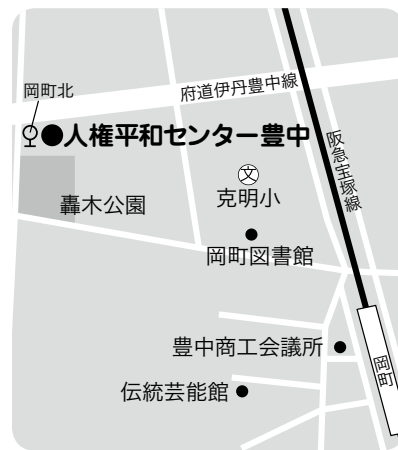 岡町北
府道伊丹豊中線
人権平和センター豊中
阪急宝塚線
文
克明小
轟木公園
岡町図書館
豊中商工会議所
岡町
伝統芸能館